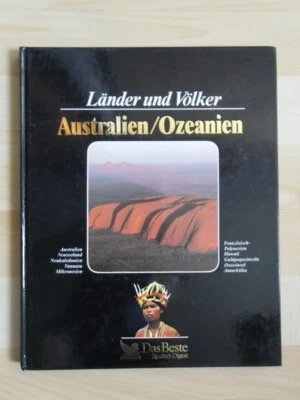 Länder und Völker
Australien/Ozeanien
Australien
Neuseeland
Neukaledonien
Vanuatu
Mikronesien
Französisch-
Polynesien
Hawaii
Galápagosinseln
Osterinsel
Antarktika
Das Beste
Reader's Digest